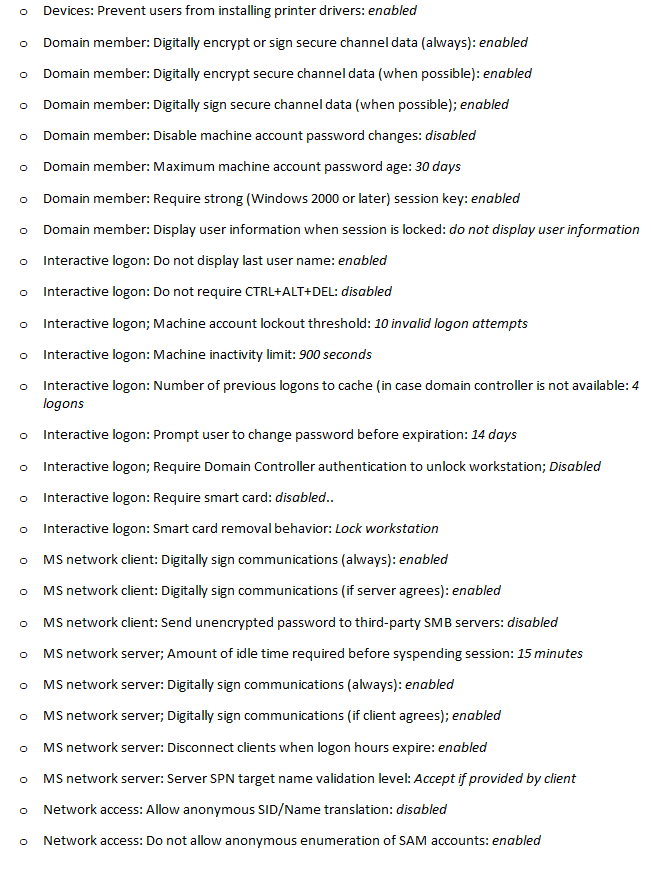 o Devices: Prevent users from installing printer drivers: enabled
o Domain member: Digitally encrypt or sign secure channel data (always): enabled
o Domain member: Digitally encrypt secure channel data (when possible): enabled
o Domain member: Digitally sign secure channel data (when possible); enabled
o Domain member: Disable machine account password changes: disabled
o Domain member: Maximum machine account password age: 30 days
o Domain member: Require strong (Windows 2000 or later) session key: enabled
o Domain member: Display user information when session is locked: do not display user information
o Interactive logon: Do not display last user name: enabled
o Interactive logon: Do not require CTRL+ALT+DEL: disabled
o Interactive logon; Machine account lockout threshold: 10 invalid logon attempts
o Interactive logon: Machine inactivity limit: 900 seconds
o Interactive logon: Number of previous logons to cache (in case domain controller is not available: 4
logons
o Interactive logon: Prompt user to change password before expiration: 14 days
o Interactive logon; Require Domain Controller authentication to unlock workstation; Disabled
o Interactive logon: Require smart card: disabled..
o Interactive logon: Smart card removal behavior: Lock workstation
o MS network client: Digitally sign communications (always): enabled
o MS network client: Digitally sign communications (if server agrees): enabled
o MS network client: Send unencrypted password to third-party SMB servers: disabled
o MS network server; Amount of idle time required before syspending session: 15 minutes
o MS network server: Digitally sign communications (always): enabled
o MS network server; Digitally sign communications (if client agrees); enabled
o MS network server: Disconnect clients when logon hours expire: enabled
o MS network server: Server SPN target name validation level: Accept if provided by client
o Network access: Allow anonymous SID/Name translation: disabled
o Network access: Do not allow anonymous enumeration of SAM accounts: enabled